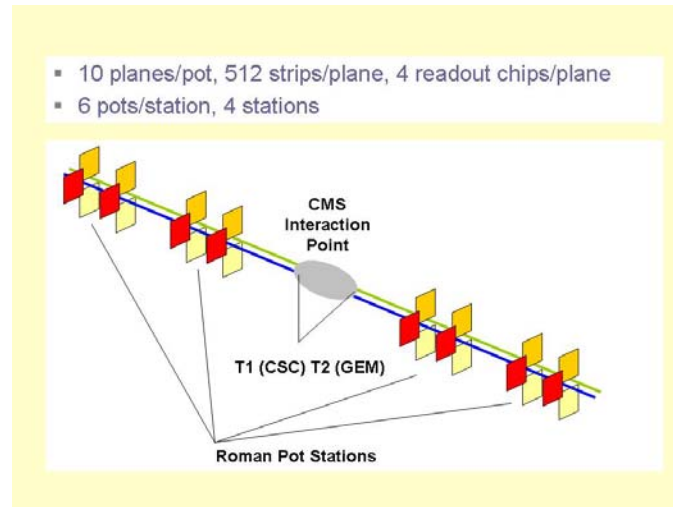 ▪ 10 planes/pot, 512 strips/plane, 4 readout chips/plane
▪ 6 pots/station, 4 stations
CMS
Interaction
Point
T1 (CSC) T2 (GEM)
Roman Pot Stations